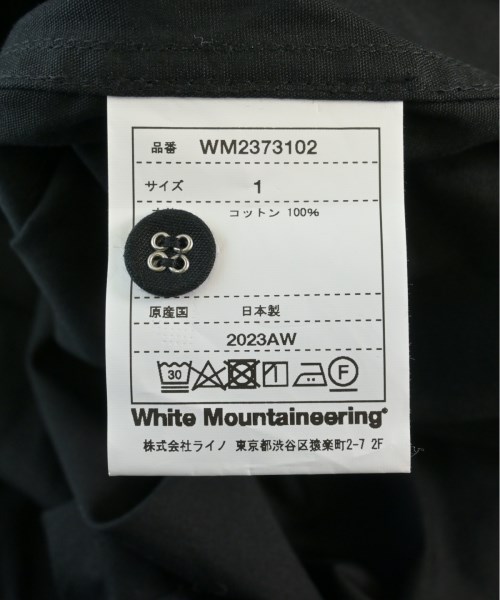 品番 WM2373102
サイズ 1
コットン 100%
原産国 日本製
2023AW
30 F
White Mountaineering®
株式会社ライノ 東京都渋谷区猿楽町2-7 2F